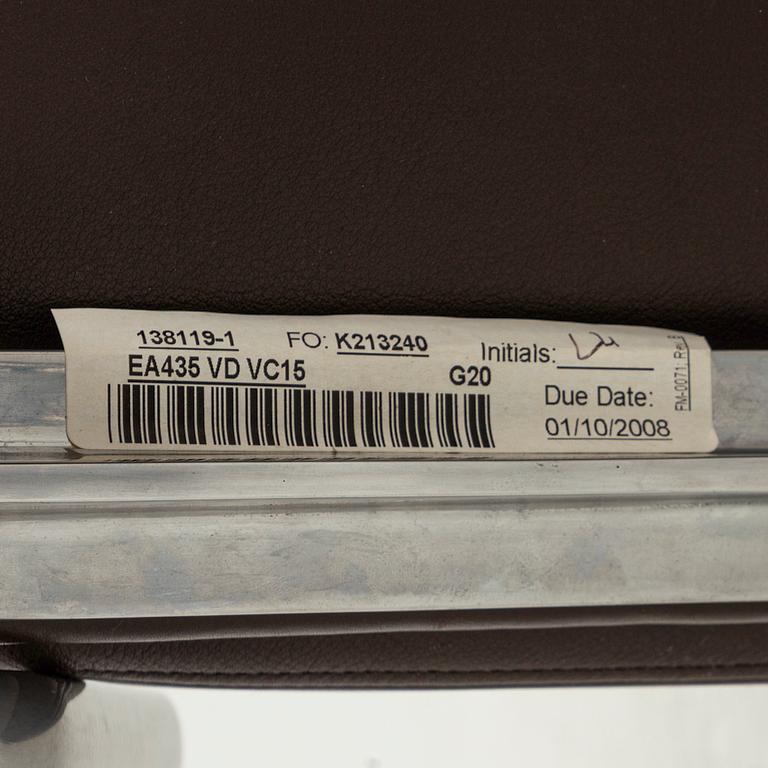 138119-1 FO: K213240
EA435 VD VC15
G20
Initials:
Due Date:
01/10/2008
FM-0071; Rev.